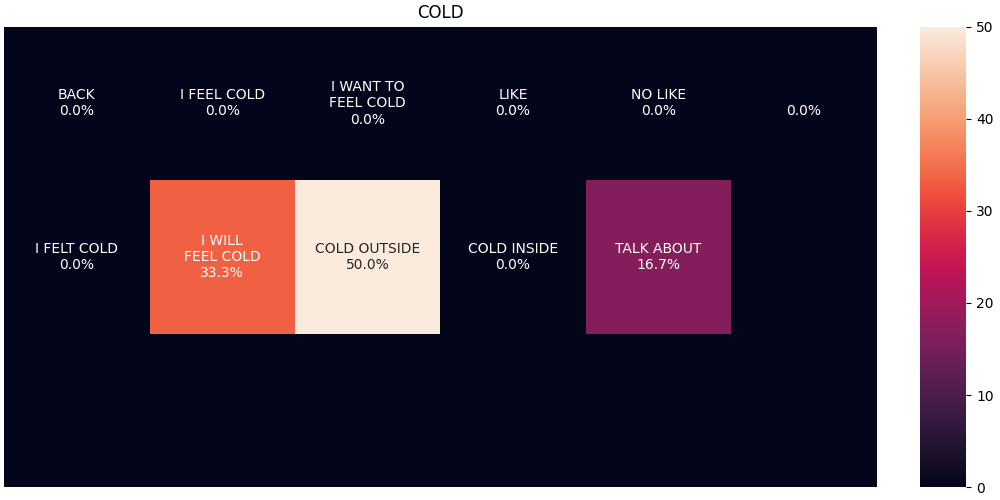 COLD
BACK
0.0%
I FEEL COLD
0.0%
I WANT TO
FEEL COLD
0.0%
LIKE
0.0%
NO LIKE
0.0%
0.0%
I FELT COLD
0.0%
I WILL
FEEL COLD
33.3%
COLD OUTSIDE
50.0%
COLD INSIDE
0.0%
TALK ABOUT
16.7%
50
40
30
20
10
0